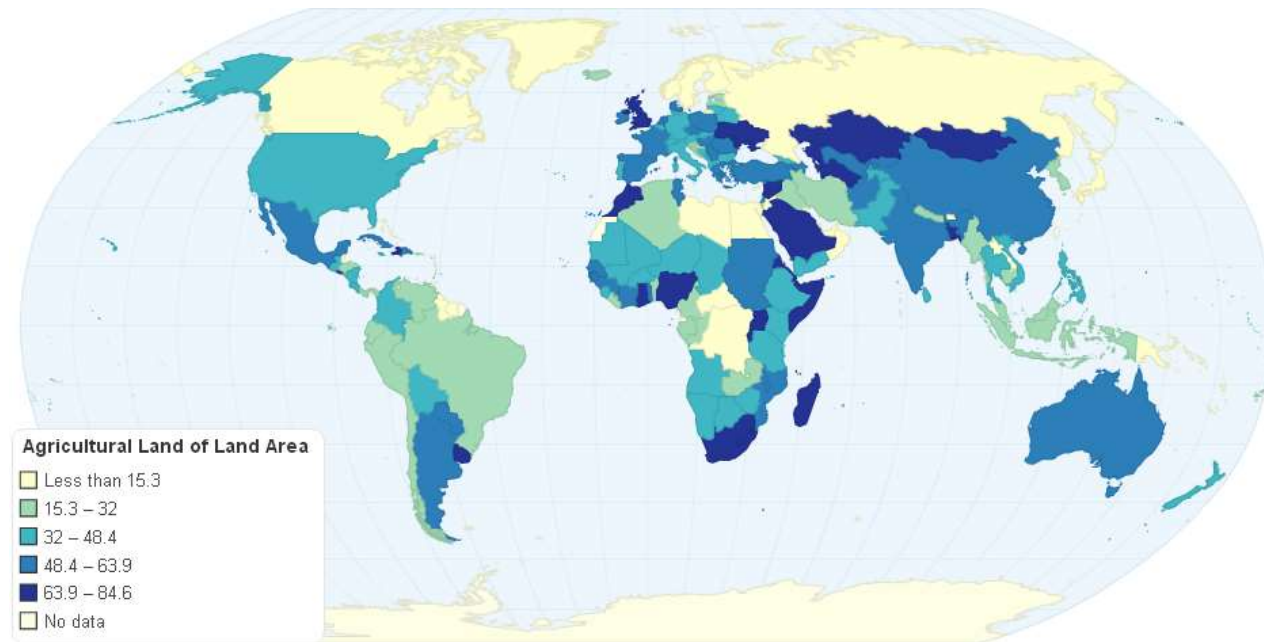 Agricultural Land of Land Area
Less than 15.3
15.3 – 32
32 – 48.4
48.4 – 63.9
63.9 – 84.6
No data